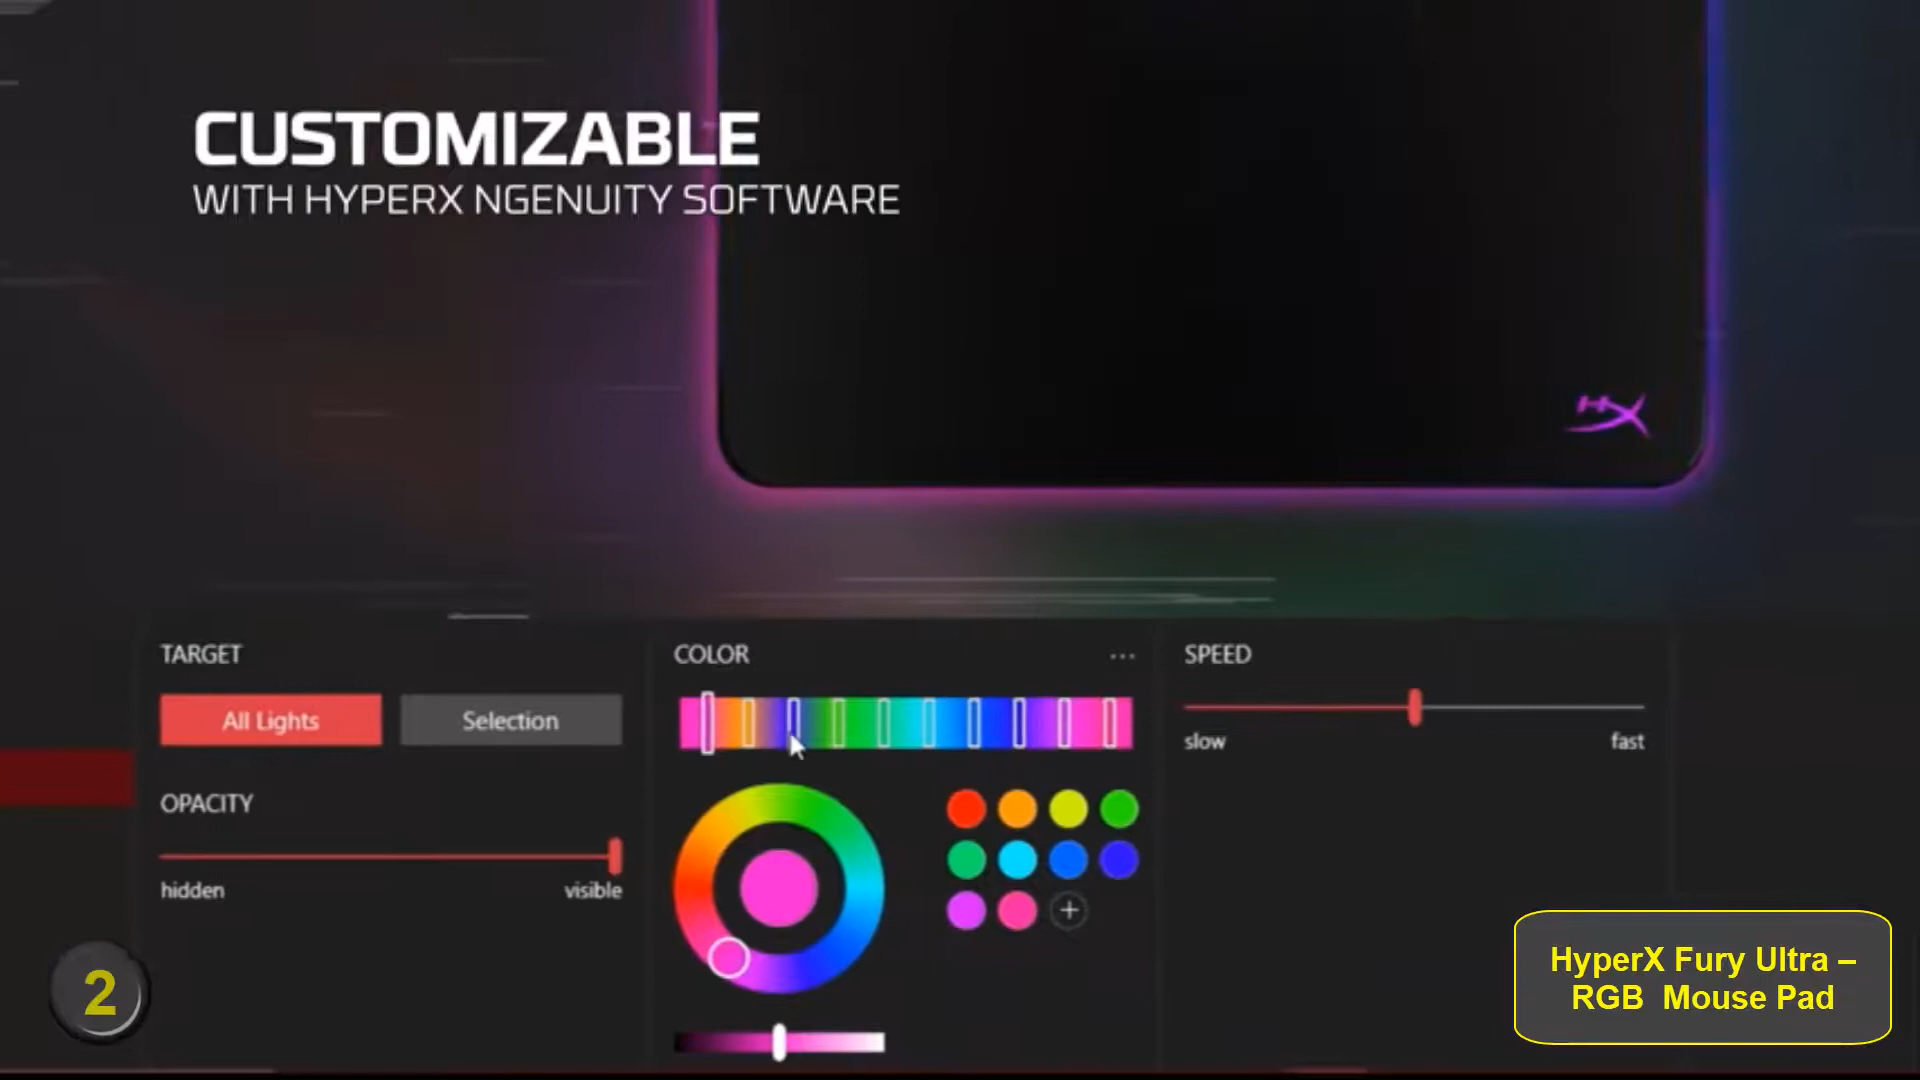 CUSTOMIZABLE
WITH HYPERX NGENUITY SOFTWARE
HX
TARGET
All Lights
Selection
OPACITY
hidden
visible
COLOR
...
SPEED
slow
fast
2
HyperX Fury Ultra –
RGB Mouse Pad